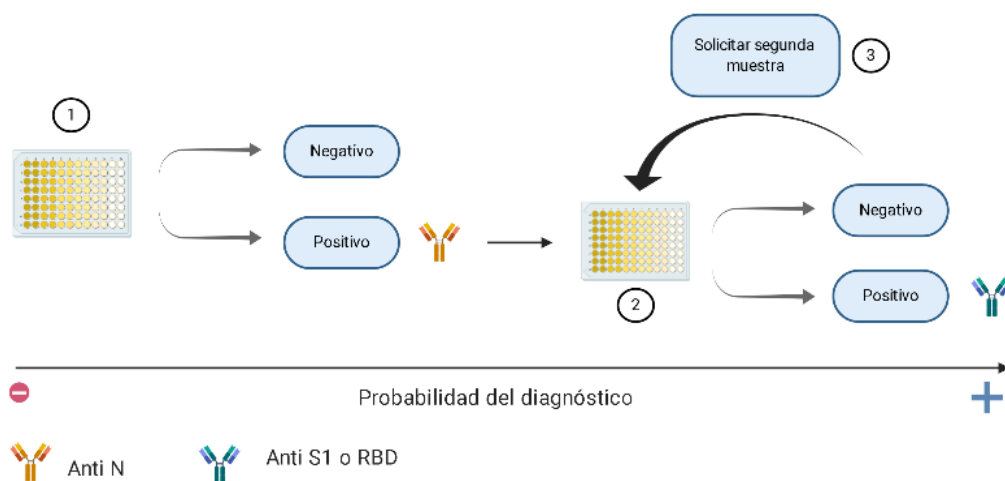 Solicitar segunda
muestra
3
1
Negativo
Positivo
2
Negativo
Positivo
Probabilidad del diagnóstico
Anti N
Anti S1 o RBD